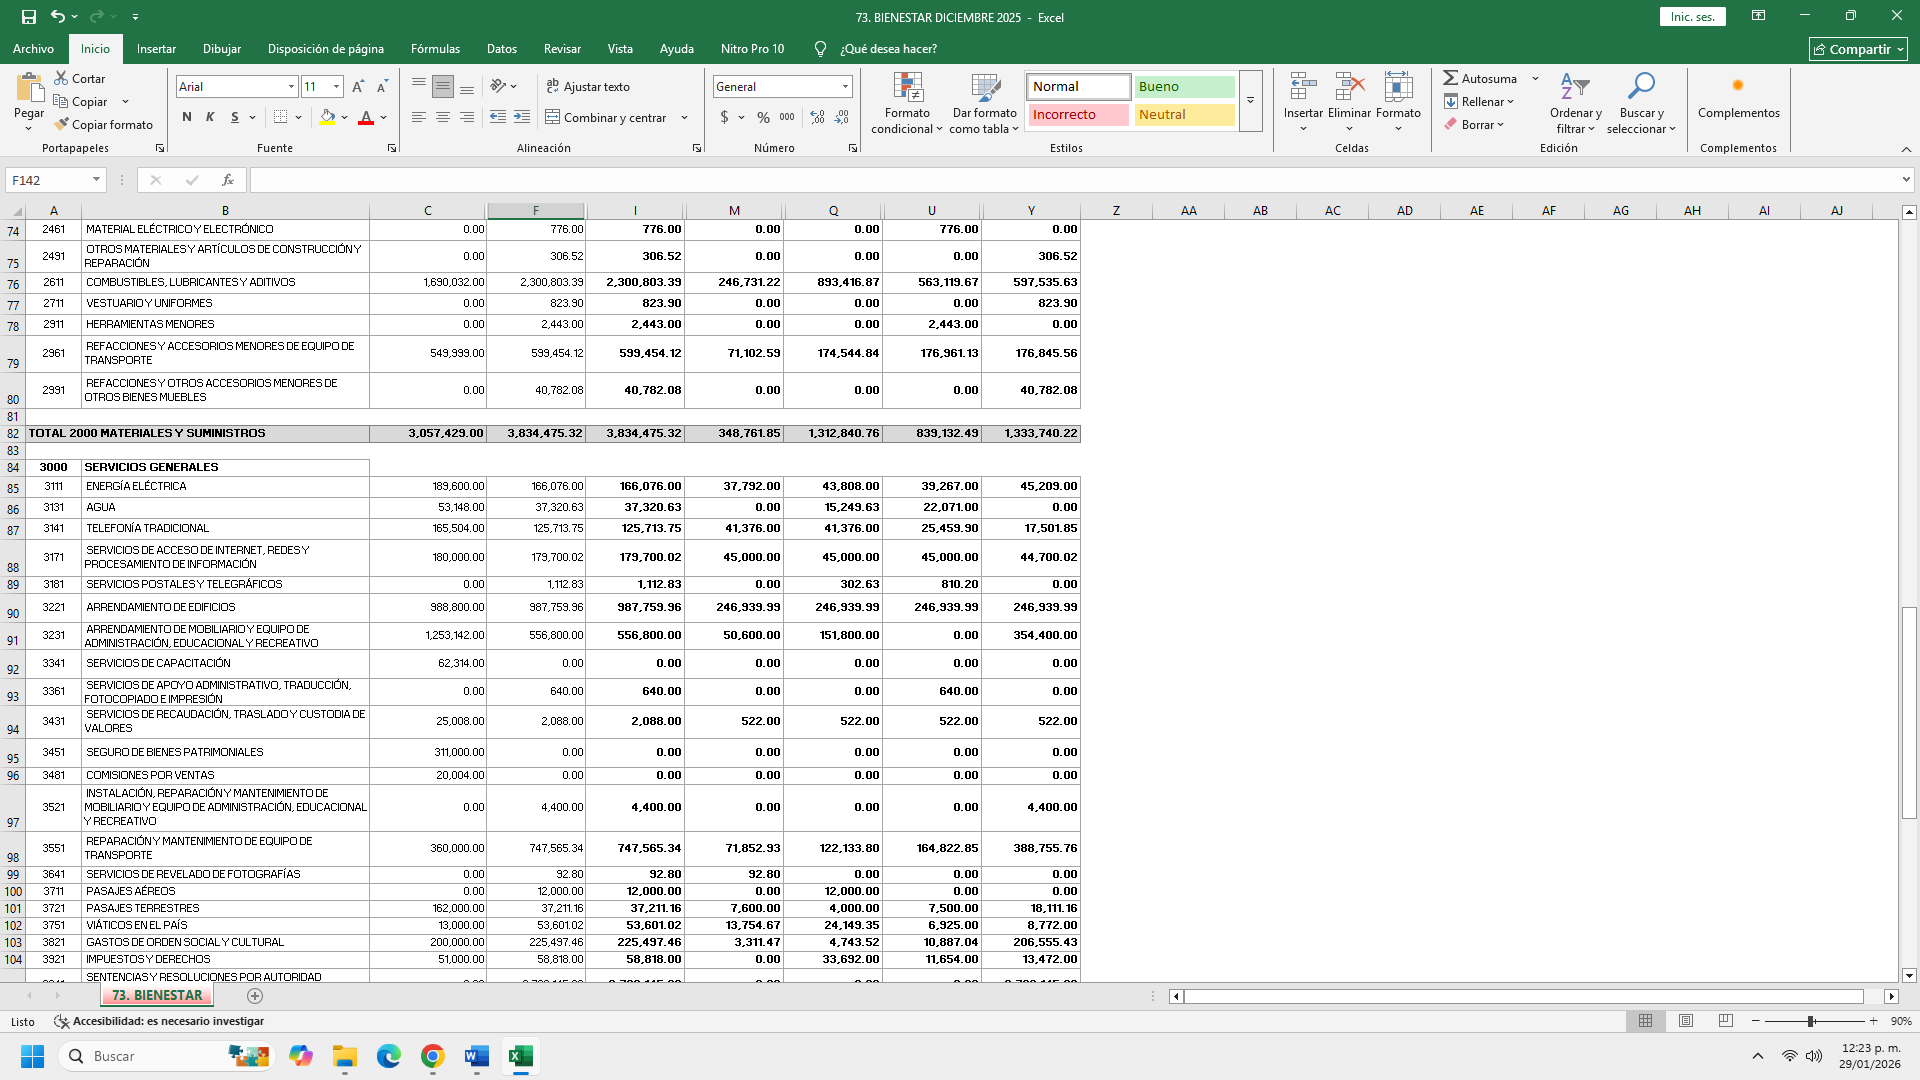 73. BIENESTAR DICIEMBRE 2025 - Excel
Inic. ses.
Archivo Inicio Insertar Dibujar Disposición de página Fórmulas Datos Revisar Vista Ayuda Nitro Pro 10 ¿Qué desea hacer? Compartir
Pegar Cortar Copiar Copiar formato
Arial 11
N K S
Ajustar texto
Combinar y centrar
General
$ % 000
Formato condicional
Dar formato como tabla
Normal Bueno
Incorrecto Neutral
Insertar Eliminar Formato
Autosuma
Rellenar
Borrar
Ordenar y filtrar
Buscar y seleccionar
Complementos
Portapapeles Fuente Alineación Número Estilos Celdas Edición Complementos
F142 fx
A B C F I M Q U Y Z AA AB AC AD AE AF AG AH AI AJ
74 2461 MATERIAL ELÉCTRICO Y ELECTRÓNICO 0.00 776.00 776.00 0.00 0.00 776.00 0.00
75 2491 OTROS MATERIALES Y ARTÍCULOS DE CONSTRUCCIÓN Y
REPARACIÓN 0.00 306.52 306.52 0.00 0.00 0.00 306.52
76 2611 COMBUSTIBLES, LUBRICANTES Y ADITIVOS 1,690,032.00 2,300,803.39 2,300,803.39 246,731.22 893,416.87 563,119.67 597,535.63
77 2711 VESTUARIO Y UNIFORMES 0.00 823.90 823.90 0.00 0.00 0.00 823.90
78 2911 HERRAMIENTAS MENORES 0.00 2,443.00 2,443.00 0.00 0.00 2,443.00 0.00
79 2961 REFACCIONES Y ACCESORIOS MENORES DE EQUIPO DE
TRANSPORTE 549,999.00 599,454.12 599,454.12 71,102.59 174,544.84 176,961.13 176,845.56
80 2991 REFACCIONES Y OTROS ACCESORIOS MENORES DE
OTROS BIENES MUEBLES 0.00 40,782.08 40,782.08 0.00 0.00 0.00 40,782.08
81
82 TOTAL 2000 MATERIALES Y SUMINISTROS 3,057,429.00 3,834,475.32 3,834,475.32 348,761.85 1,312,840.76 839,132.49 1,333,740.22
83
84 3000 SERVICIOS GENERALES
85 3111 ENERGÍA ELÉCTRICA 189,600.00 166,076.00 166,076.00 37,792.00 43,808.00 39,267.00 45,209.00
86 3131 AGUA 53,148.00 37,320.63 37,320.63 0.00 15,249.63 22,071.00 0.00
87 3141 TELEFONÍA TRADICIONAL 165,504.00 125,713.75 125,713.75 41,376.00 41,376.00 25,459.90 17,501.85
88 3171 SERVICIOS DE ACCESO DE INTERNET, REDES Y
PROCESAMIENTO DE INFORMACIÓN 180,000.00 179,700.02 179,700.02 45,000.00 45,000.00 45,000.00 44,700.02
89 3181 SERVICIOS POSTALES Y TELEGRÁFICOS 0.00 1,112.83 1,112.83 0.00 302.63 810.20 0.00
90 3221 ARRENDAMIENTO DE EDIFICIOS 988,800.00 987,759.96 987,759.96 246,939.99 246,939.99 246,939.99 246,939.99
91 3231 ARRENDAMIENTO DE MOBILIARIO Y EQUIPO DE
ADMINISTRACIÓN, EDUCACIONAL Y RECREATIVO 1,253,142.00 556,800.00 556,800.00 50,600.00 151,800.00 0.00 354,400.00
92 3341 SERVICIOS DE CAPACITACIÓN 62,314.00 0.00 0.00 0.00 0.00 0.00 0.00
93 3361 SERVICIOS DE APOYO ADMINISTRATIVO, TRADUCCIÓN,
FOTOCOPIADO E IMPRESIÓN 0.00 640.00 640.00 0.00 0.00 640.00 0.00
94 3431 SERVICIOS DE RECAUDACIÓN, TRASLADO Y CUSTODIA DE
VALORES 25,008.00 2,088.00 2,088.00 522.00 522.00 522.00 522.00
95 3451 SEGURO DE BIENES PATRIMONIALES 311,000.00 0.00 0.00 0.00 0.00 0.00 0.00
96 3481 COMISIONES POR VENTAS 20,004.00 0.00 0.00 0.00 0.00 0.00 0.00
97 3521 INSTALACIÓN, REPARACIÓN Y MANTENIMIENTO DE
MOBILIARIO Y EQUIPO DE ADMINISTRACIÓN, EDUCACIONAL
Y RECREATIVO 0.00 4,400.00 4,400.00 0.00 0.00 0.00 4,400.00
98 3551 REPARACIÓN Y MANTENIMIENTO DE EQUIPO DE
TRANSPORTE 360,000.00 747,565.34 747,565.34 71,852.93 122,133.80 164,822.85 388,755.76
99 3641 SERVICIOS DE REVELADO DE FOTOGRAFÍAS 0.00 92.80 92.80 92.80 0.00 0.00 0.00
100 3711 PASAJES AÉREOS 0.00 12,000.00 12,000.00 0.00 12,000.00 0.00 0.00
101 3721 PASAJES TERRESTRES 162,000.00 37,211.16 37,211.16 7,600.00 4,000.00 7,500.00 18,111.16
102 3751 VIÁTICOS EN EL PAÍS 13,000.00 53,601.02 53,601.02 13,754.67 24,149.35 6,925.00 8,772.00
103 3821 GASTOS DE ORDEN SOCIAL Y CULTURAL 200,000.00 225,497.46 225,497.46 3,311.47 4,743.52 10,887.04 206,555.43
104 3921 IMPUESTOS Y DERECHOS 51,000.00 58,818.00 58,818.00 0.00 33,692.00 11,654.00 13,472.00
SENTENCIAS Y RESOLUCIONES POR AUTORIDAD
73. BIENESTAR
Listo Accesibilidad: es necesario investigar 90%
Buscar
12:23 p. m.
29/01/2026